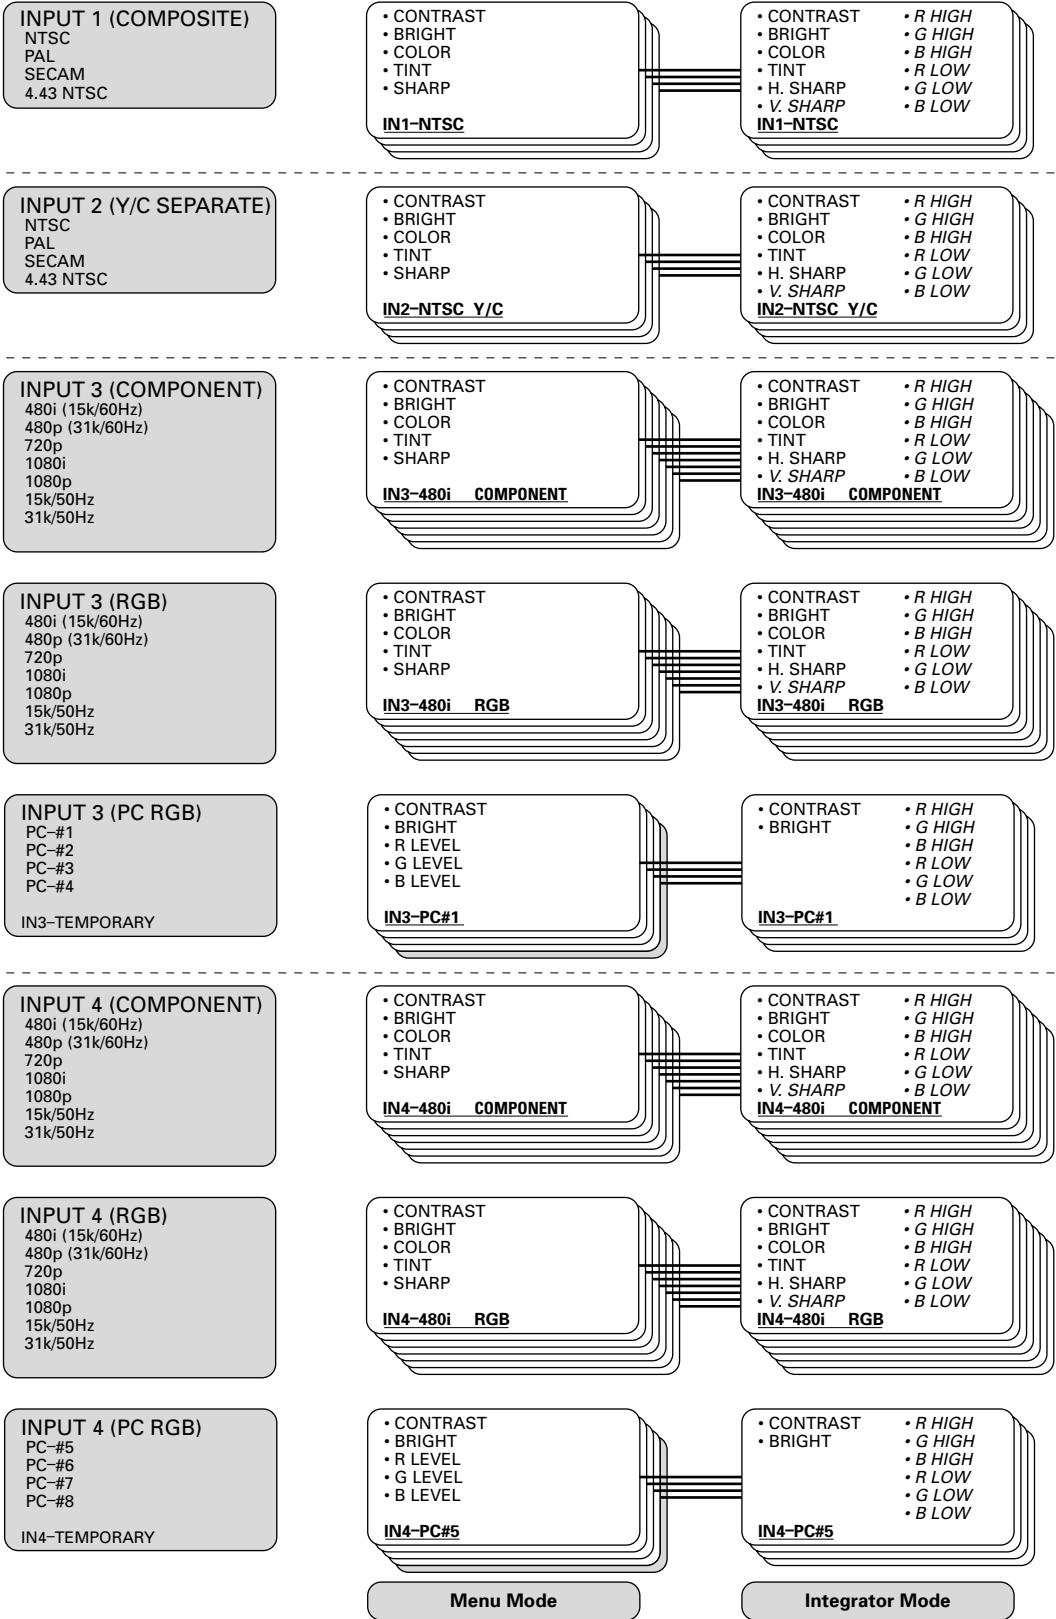 INPUT 1 (COMPOSITE)
NTSC
PAL
SECAM
4.43 NTSC
• CONTRAST
• BRIGHT
• COLOR
• TINT
• SHARP
IN1–NTSC
• CONTRAST • R HIGH
• BRIGHT • G HIGH
• COLOR • B HIGH
• TINT • R LOW
• H. SHARP • G LOW
• V. SHARP • B LOW
IN1–NTSC
INPUT 2 (Y/C SEPARATE)
NTSC
PAL
SECAM
4.43 NTSC
• CONTRAST
• BRIGHT
• COLOR
• TINT
• SHARP
IN2–NTSC Y/C
• CONTRAST • R HIGH
• BRIGHT • G HIGH
• COLOR • B HIGH
• TINT • R LOW
• H. SHARP • G LOW
• V. SHARP • B LOW
IN2–NTSC Y/C
INPUT 3 (COMPONENT)
480i (15k/60Hz)
480p (31k/60Hz)
720p
1080i
1080p
15k/50Hz
31k/50Hz
• CONTRAST
• BRIGHT
• COLOR
• TINT
• SHARP
IN3–480i COMPONENT
• CONTRAST • R HIGH
• BRIGHT • G HIGH
• COLOR • B HIGH
• TINT • R LOW
• H. SHARP • G LOW
• V. SHARP • B LOW
IN3–480i COMPONENT
INPUT 3 (RGB)
480i (15k/60Hz)
480p (31k/60Hz)
720p
1080i
1080p
15k/50Hz
31k/50Hz
• CONTRAST
• BRIGHT
• COLOR
• TINT
• SHARP
IN3–480i RGB
• CONTRAST • R HIGH
• BRIGHT • G HIGH
• COLOR • B HIGH
• TINT • R LOW
• H. SHARP • G LOW
• V. SHARP • B LOW
IN3–480i RGB
INPUT 3 (PC RGB)
PC–#1
PC–#2
PC–#3
PC–#4
IN3–TEMPORARY
• CONTRAST
• BRIGHT
• R LEVEL
• G LEVEL
• B LEVEL
IN3–PC#1
• CONTRAST • R HIGH
• BRIGHT • G HIGH
• B HIGH
• R LOW
• G LOW
• B LOW
IN3–PC#1
INPUT 4 (COMPONENT)
480i (15k/60Hz)
480p (31k/60Hz)
720p
1080i
1080p
15k/50Hz
31k/50Hz
• CONTRAST
• BRIGHT
• COLOR
• TINT
• SHARP
IN4–480i COMPONENT
• CONTRAST • R HIGH
• BRIGHT • G HIGH
• COLOR • B HIGH
• TINT • R LOW
• H. SHARP • G LOW
• V. SHARP • B LOW
IN4–480i COMPONENT
INPUT 4 (RGB)
480i (15k/60Hz)
480p (31k/60Hz)
720p
1080i
1080p
15k/50Hz
31k/50Hz
• CONTRAST
• BRIGHT
• COLOR
• TINT
• SHARP
IN4–480i RGB
• CONTRAST • R HIGH
• BRIGHT • G HIGH
• COLOR • B HIGH
• TINT • R LOW
• H. SHARP • G LOW
• V. SHARP • B LOW
IN4–480i RGB
INPUT 4 (PC RGB)
PC–#5
PC–#6
PC–#7
PC–#8
IN4–TEMPORARY
• CONTRAST
• BRIGHT
• R LEVEL
• G LEVEL
• B LEVEL
IN4–PC#5
• CONTRAST • R HIGH
• BRIGHT • G HIGH
• B HIGH
• R LOW
• G LOW
• B LOW
IN4–PC#5
Menu Mode
Integrator Mode